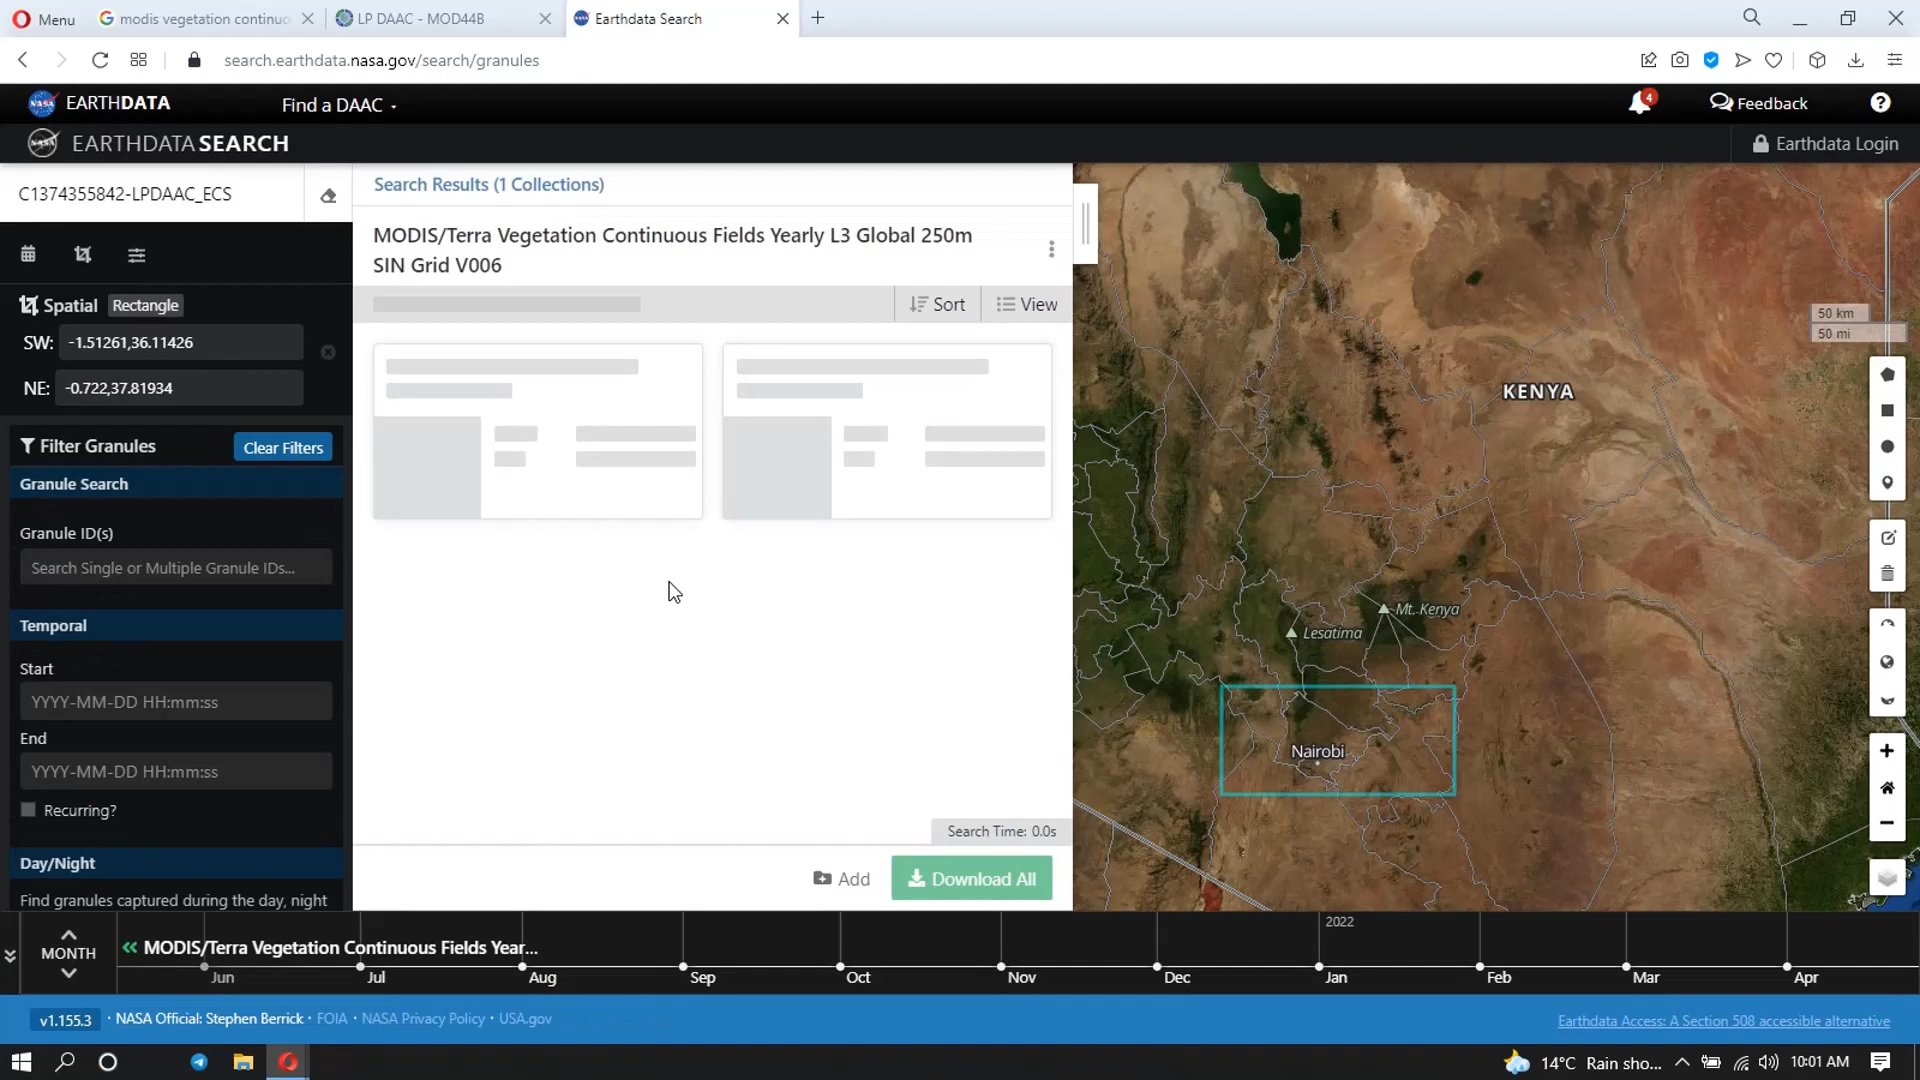 Menu
modis vegetation continuo
LP DAAC - MOD44B
Earthdata Search
search.earthdata.nasa.gov/search/granules
NASA EARTHDATA
Find a DAAC
4
Feedback
?
EARTHDATA SEARCH
Earthdata Login
C1374355842-LPDAAC_ECS
Spatial Rectangle
SW: -1.51261,36.11426
NE: -0.722,37.81934
Filter Granules
Clear Filters
Granule Search
Granule ID(s)
Search Single or Multiple Granule IDs...
Temporal
Start
YYYY-MM-DD HH:mm:ss
End
YYYY-MM-DD HH:mm:ss
Recurring?
Day/Night
Find granules captured during the day, night
Search Results (1 Collections)
MODIS/Terra Vegetation Continuous Fields Yearly L3 Global 250m
SIN Grid V006
Sort
View
Search Time: 0.0s
Add
Download All
50 km
50 mi
KENYA
Mt. Kenya
Lesatima
Nairobi
MONTH
MODIS/Terra Vegetation Continuous Fields Year...
2022
Jun Jul Aug Sep Oct Nov Dec Jan Feb Mar Apr
v1.155.3 · NASA Official: Stephen Berrick · FOIA · NASA Privacy Policy · USA.gov
Earthdata Access: A Section 508 accessible alternative
14°C Rain sho...
10:01 AM